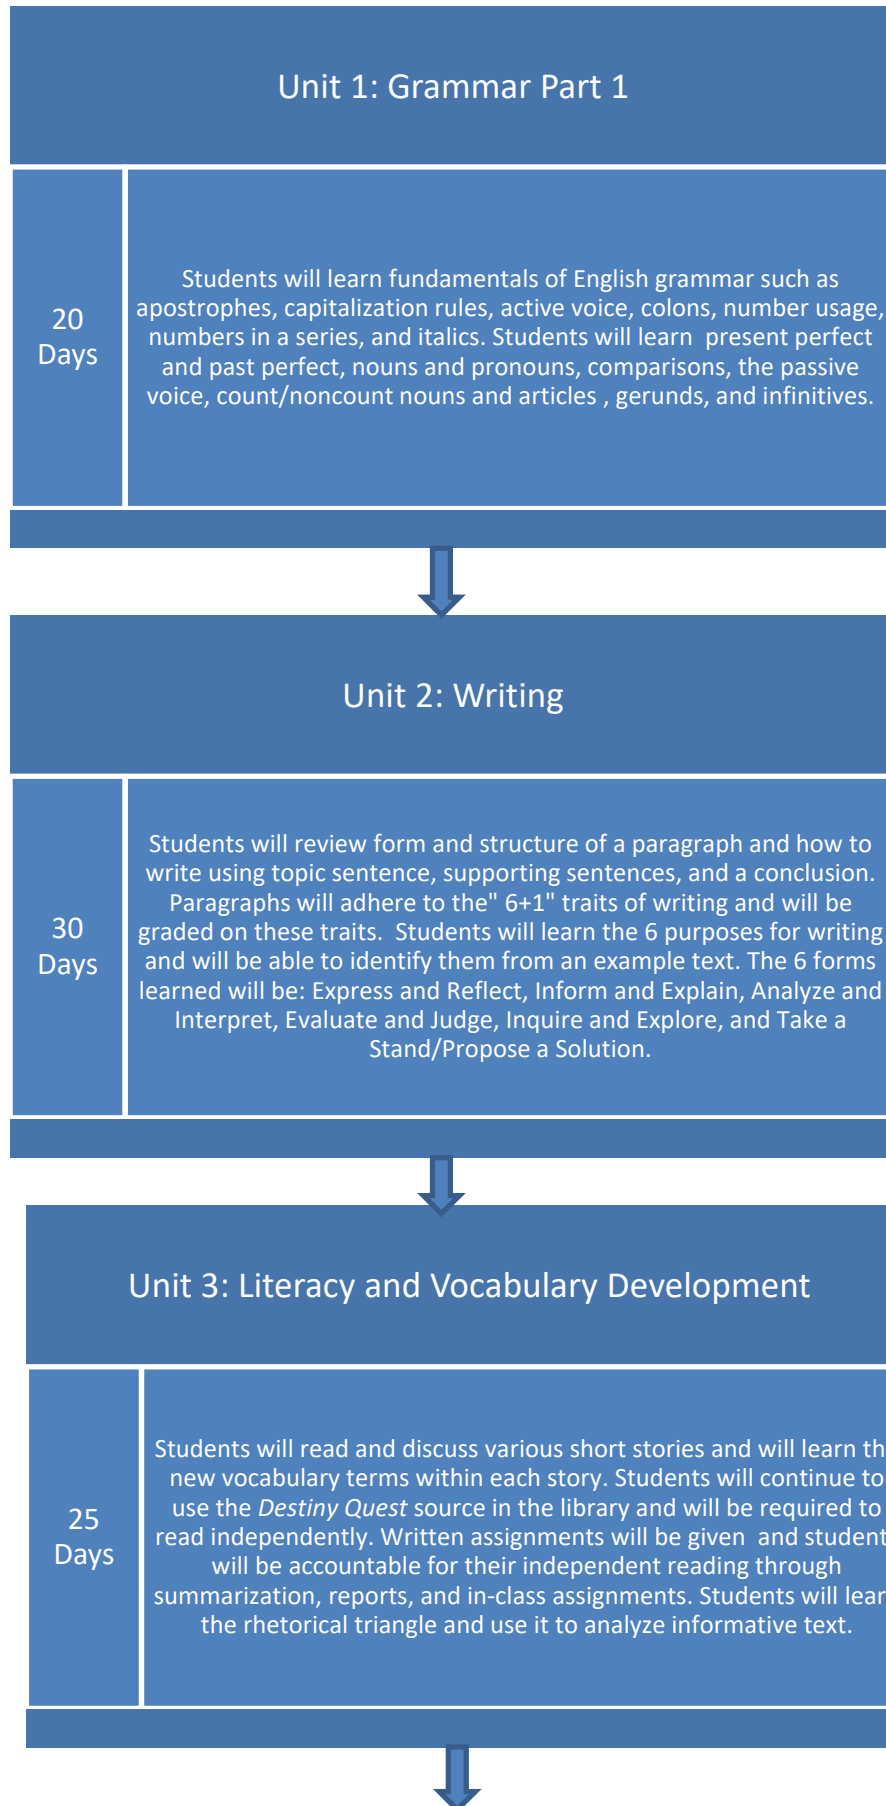 Unit 1: Grammar Part 1
20
Days
Students will learn fundamentals of English grammar such as
apostrophes, capitalization rules, active voice, colons, number usage,
numbers in a series, and italics. Students will learn  present perfect
and past perfect, nouns and pronouns, comparisons, the passive
voice, count/noncount nouns and articles , gerunds, and infinitives.
Unit 2: Writing
30
Days
Students will review form and structure of a paragraph and how to
write using topic sentence, supporting sentences, and a conclusion.
Paragraphs will adhere to the" 6+1" traits of writing and will be
graded on these traits.  Students will learn the 6 purposes for writing
and will be able to identify them from an example text. The 6 forms
learned will be: Express and Reflect, Inform and Explain, Analyze and
Interpret, Evaluate and Judge, Inquire and Explore, and Take a
Stand/Propose a Solution.
Unit 3: Literacy and Vocabulary Development
25
Days
Students will read and discuss various short stories and will learn th
new vocabulary terms within each story. Students will continue to
use the Destiny Quest source in the library and will be required to
read independently. Written assignments will be given  and student
will be accountable for their independent reading through
summarization, reports, and in-class assignments. Students will lear
the rhetorical triangle and use it to analyze informative text.